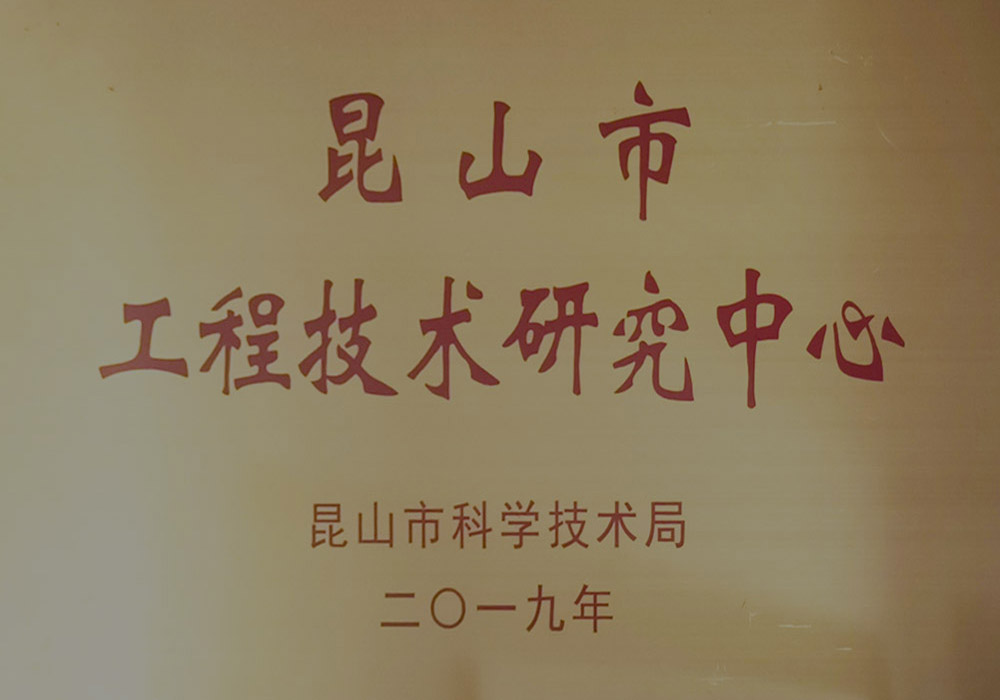 昆山市
工程技术研究中心
昆山市科学技术局
二〇一九年